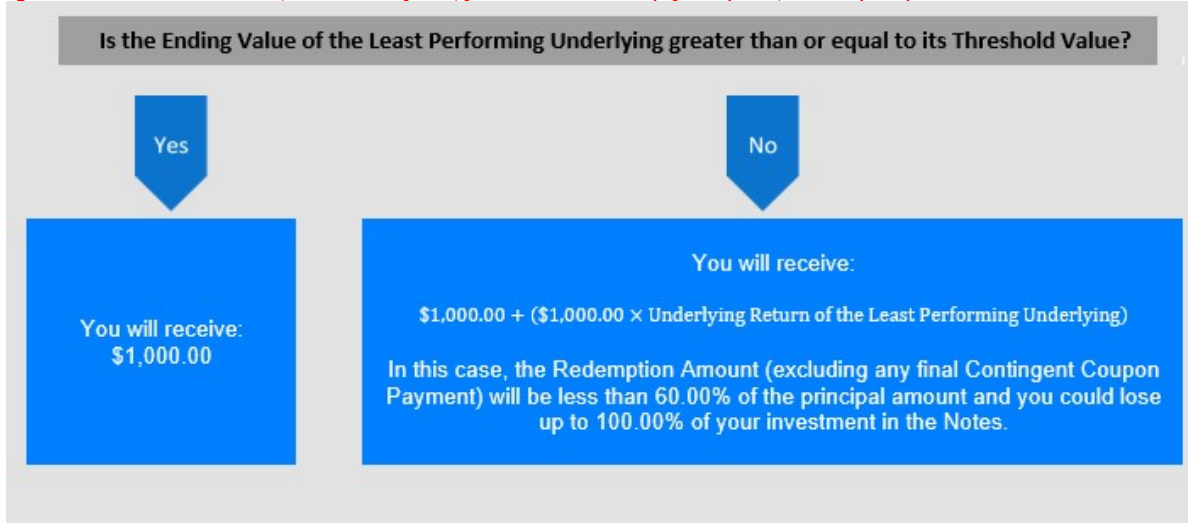 Is the Ending Value of the Least Performing Underlying greater than or equal to its Threshold Value?
Yes
No
You will receive:
$1,000.00
You will receive:
$1,000.00 + ($1,000.00 × Underlying Return of the Least Performing Underlying)
In this case, the Redemption Amount (excluding any final Contingent Coupon
Payment) will be less than 60.00% of the principal amount and you could lose
up to 100.00% of your investment in the Notes.